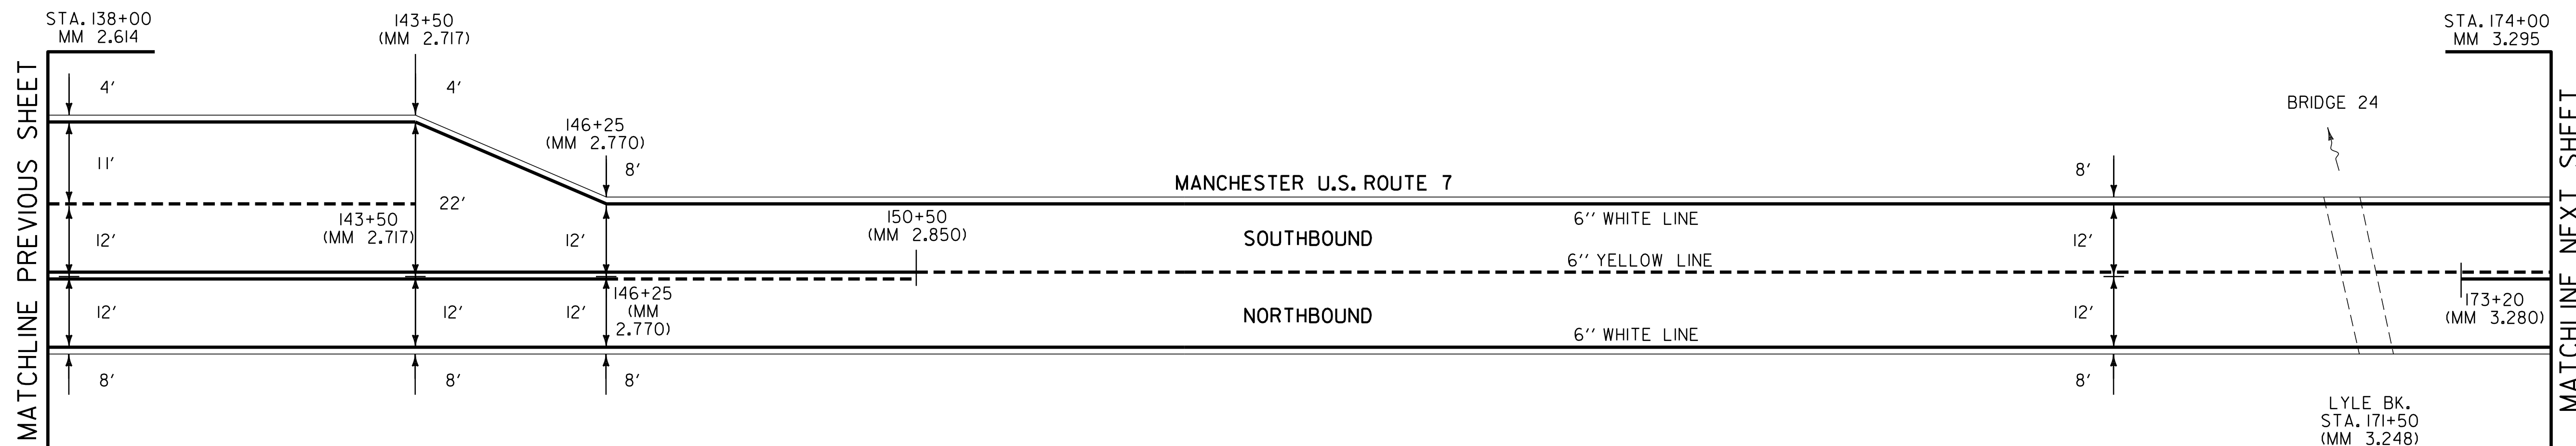 STA. 138+00
MM 2.614
143+50
(MM 2.717)
STA. 174+00
MM 3.295
MATCHLINE PREVIOUS SHEET
4'
4'
BRIDGE 24
146+25
(MM 2.770)
11'
8'
8'
MANCHESTER U.S. ROUTE 7
22'
143+50
(MM 2.717)
150+50
(MM 2.850)
6'' WHITE LINE
12'
12'
SOUTHBOUND
12'
6'' YELLOW LINE
146+25
(MM
2.770)
173+20
(MM 3.280)
12'
12'
12'
NORTHBOUND
12'
6'' WHITE LINE
8'
8'
8'
8'
LYLE BK.
STA. 171+50
(MM 3.248)
MATCHLINE NEXT SHEET